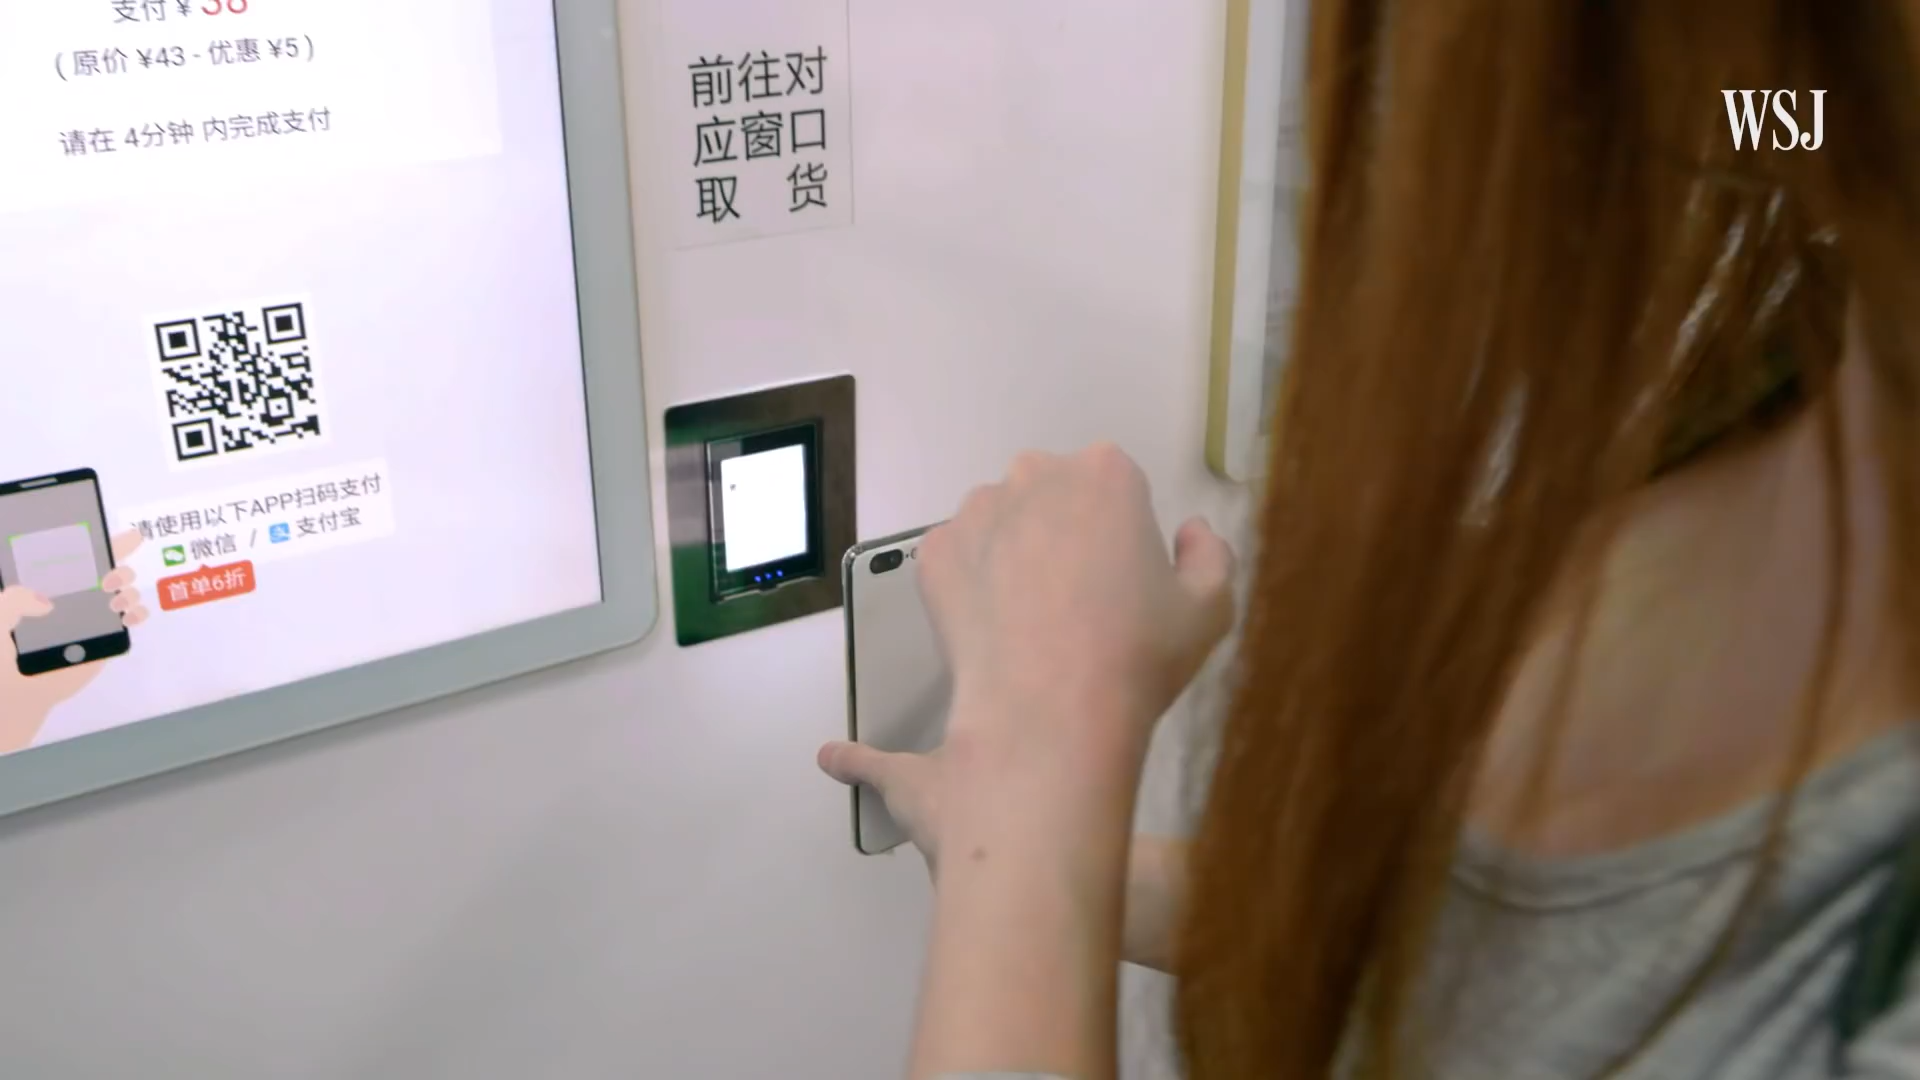 支付 ¥ 38
( 原价 ¥43 - 优惠 ¥5 )
请在 4分钟 内完成支付
请使用以下APP扫码支付
微信 / 支 支付宝
首单6折
前往对
应窗口
取 货
WSJ